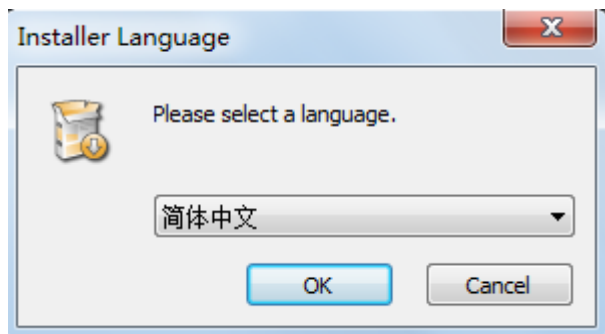 Installer Language
Please select a language.
简体中文
OK
Cancel